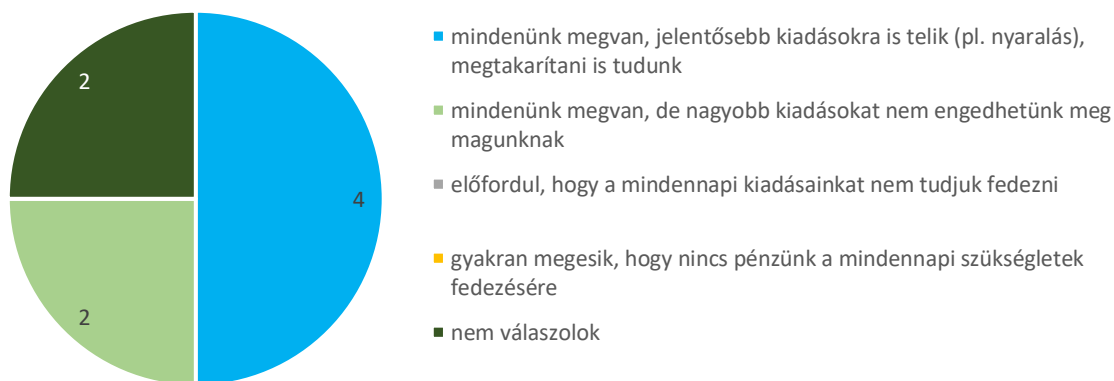 2
4
2
mindenünk megvan, jelentősebb kiadásokra is telik (pl. nyaralás),
megtakarítani is tudunk
mindenünk megvan, de nagyobb kiadásokat nem engedhetünk meg
magunknak
előfordul, hogy a mindennapi kiadásainkat nem tudjuk fedezni
gyakran megesik, hogy nincs pénzünk a mindennapi szükségletek
fedezésére
nem válaszolok